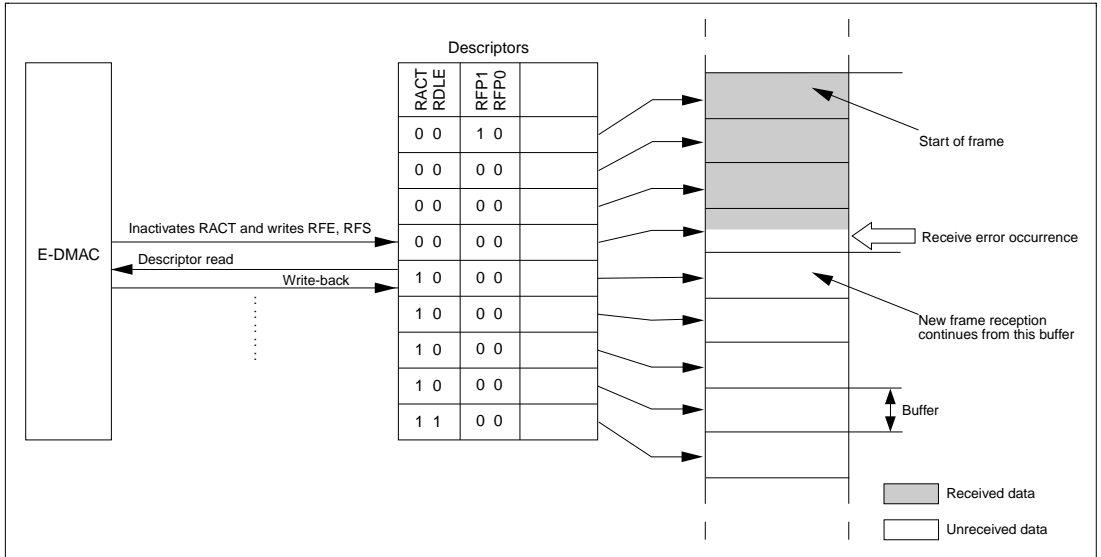 Descriptors
RACT
RDLE
RFP1
RFP0
0 0 1 0
0 0 0 0
0 0 0 0
0 0 0 0
1 0 0 0
1 0 0 0
1 0 0 0
1 0 0 0
1 1 0 0
E-DMAC
Inactivates RACT and writes RFE, RFS
Descriptor read
Write-back
Start of frame
Receive error occurrence
New frame reception
continues from this buffer
Buffer
Received data
Unreceived data